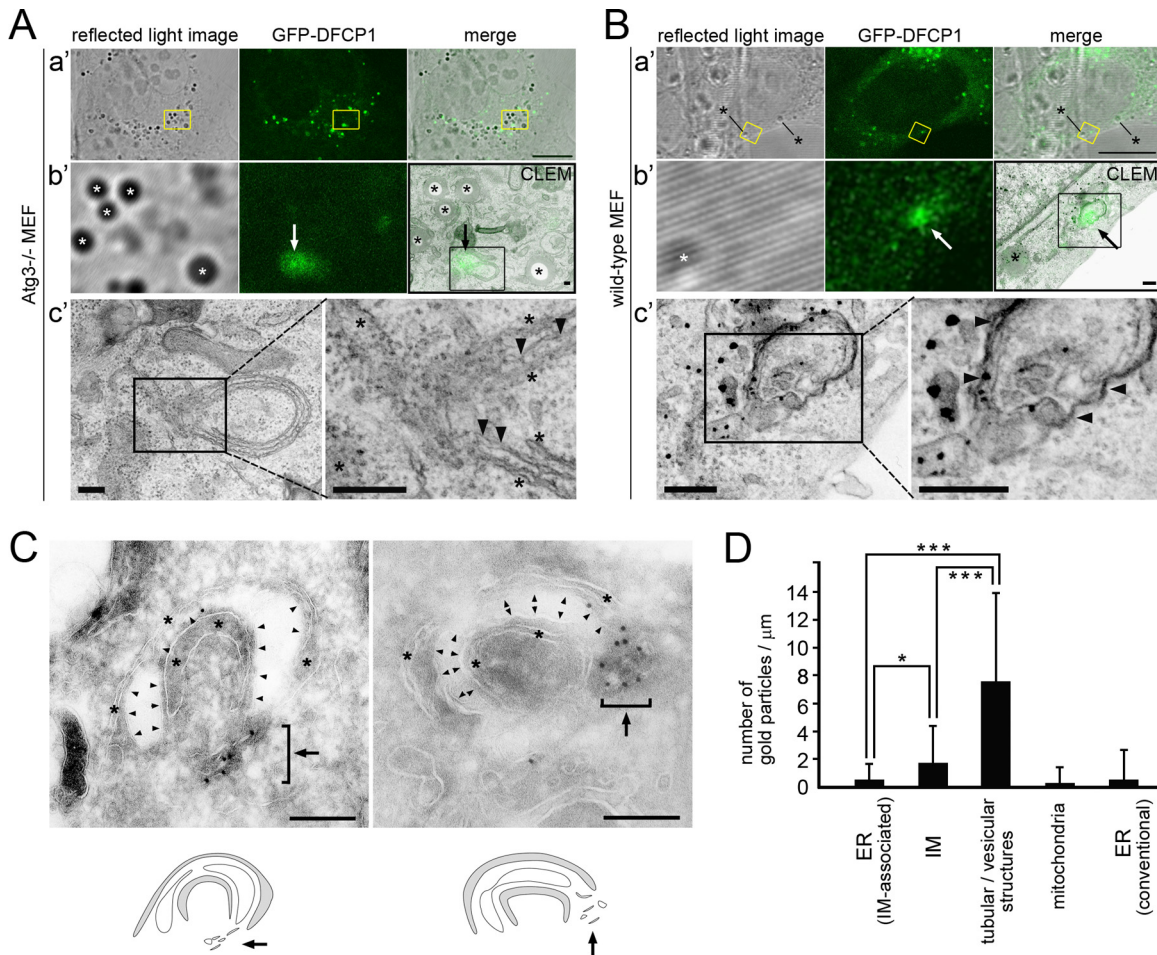 A
reflected light image GFP-DFCP1 merge
a'
b'
CLEM
* * * * *
* * * * *
c'
* * * * *
Atg3-/- MEF
B
reflected light image GFP-DFCP1 merge
a'
* * * *
b'
CLEM
* *
c'
wild-type MEF
C
* * * * *
* * * *
D
***
***
*
14
12
10
8
6
4
2
0
number of
gold particles / μm
ER
(IM-associated)
IM
tubular / vesicular
structures
mitochondria
ER
(conventional)